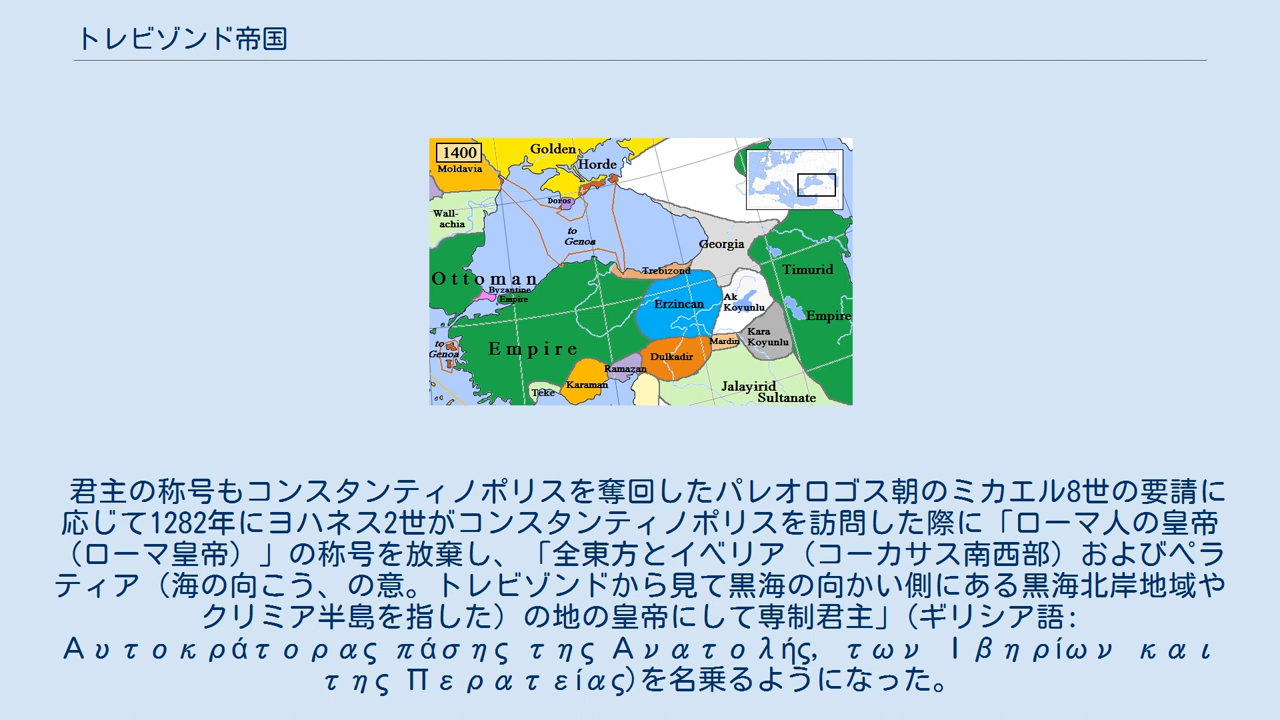 トレビゾンド帝国
1400
Moldavia
Golden
Horde
Doros
Wall-
achia
to
Genoa
Georgia
Ottoman
Byzantine
Empire
Trebizond
Timurid
Erzincan
Ak
Koyunlu
Empire
to
Genoa
Empire
Kara
Koyunlu
Mardin
Dulkadir
Ramazan
Karaman
Teke
Jalayirid
Sultanate
君主の称号もコンスタンティノポリスを奪回したパレオロゴス朝のミカエル8世の要請に
応じて1282年にヨハネス2世がコンスタンティノポリスを訪問した際に「ローマ人の皇帝
（ローマ皇帝）」の称号を放棄し、「全東方とイベリア（コーカサス南西部）およびペラ
ティア（海の向こう、の意。トレビゾンドから見て黒海の向かい側にある黒海北岸地域や
クリミア半島を指した）の地の皇帝にして専制君主」（ギリシア語:
Αυτοκράτορας πάσης της Ανατολής, των Ιβηρίων και
της Περατείας)を名乗るようになった。